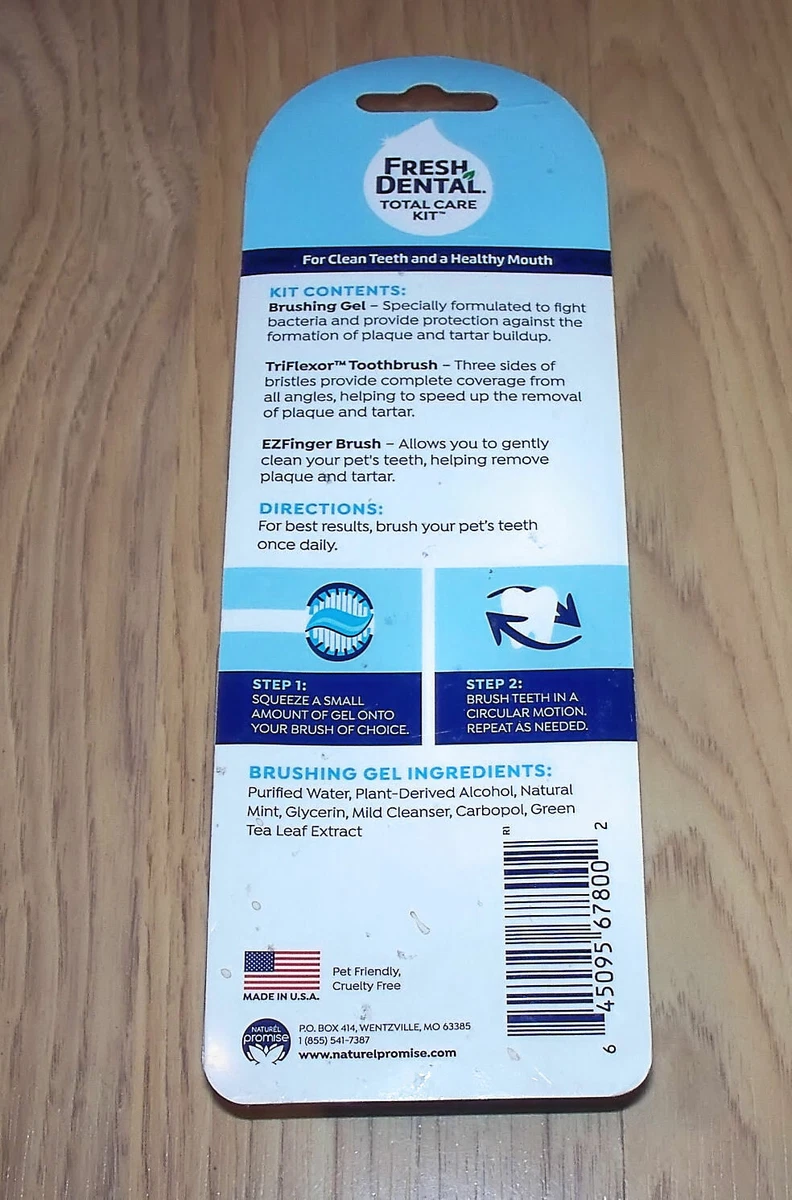 FRESH
DENTAL.
TOTAL CARE
KIT™
For Clean Teeth and a Healthy Mouth
KIT CONTENTS:
Brushing Gel – Specially formulated to fight
bacteria and provide protection against the
formation of plaque and tartar buildup.
TriFlexor™ Toothbrush – Three sides of
bristles provide complete coverage from
all angles, helping to speed up the removal
of plaque and tartar.
EZFinger Brush – Allows you to gently
clean your pet's teeth, helping remove
plaque and tartar.
DIRECTIONS:
For best results, brush your pet's teeth
once daily.
STEP 1:
SQUEEZE A SMALL
AMOUNT OF GEL ONTO
YOUR BRUSH OF CHOICE.
STEP 2:
BRUSH TEETH IN A
CIRCULAR MOTION.
REPEAT AS NEEDED.
BRUSHING GEL INGREDIENTS:
Purified Water, Plant-Derived Alcohol, Natural
Mint, Glycerin, Mild Cleanser, Carbopol, Green
Tea Leaf Extract
R1
6 45095 67800 2
MADE IN U.S.A.
Pet Friendly,
Cruelty Free
NATURÉL
promise
P.O. BOX 414, WENTZVILLE, MO 63385
1 (855) 541-7387
www.naturelpromise.com